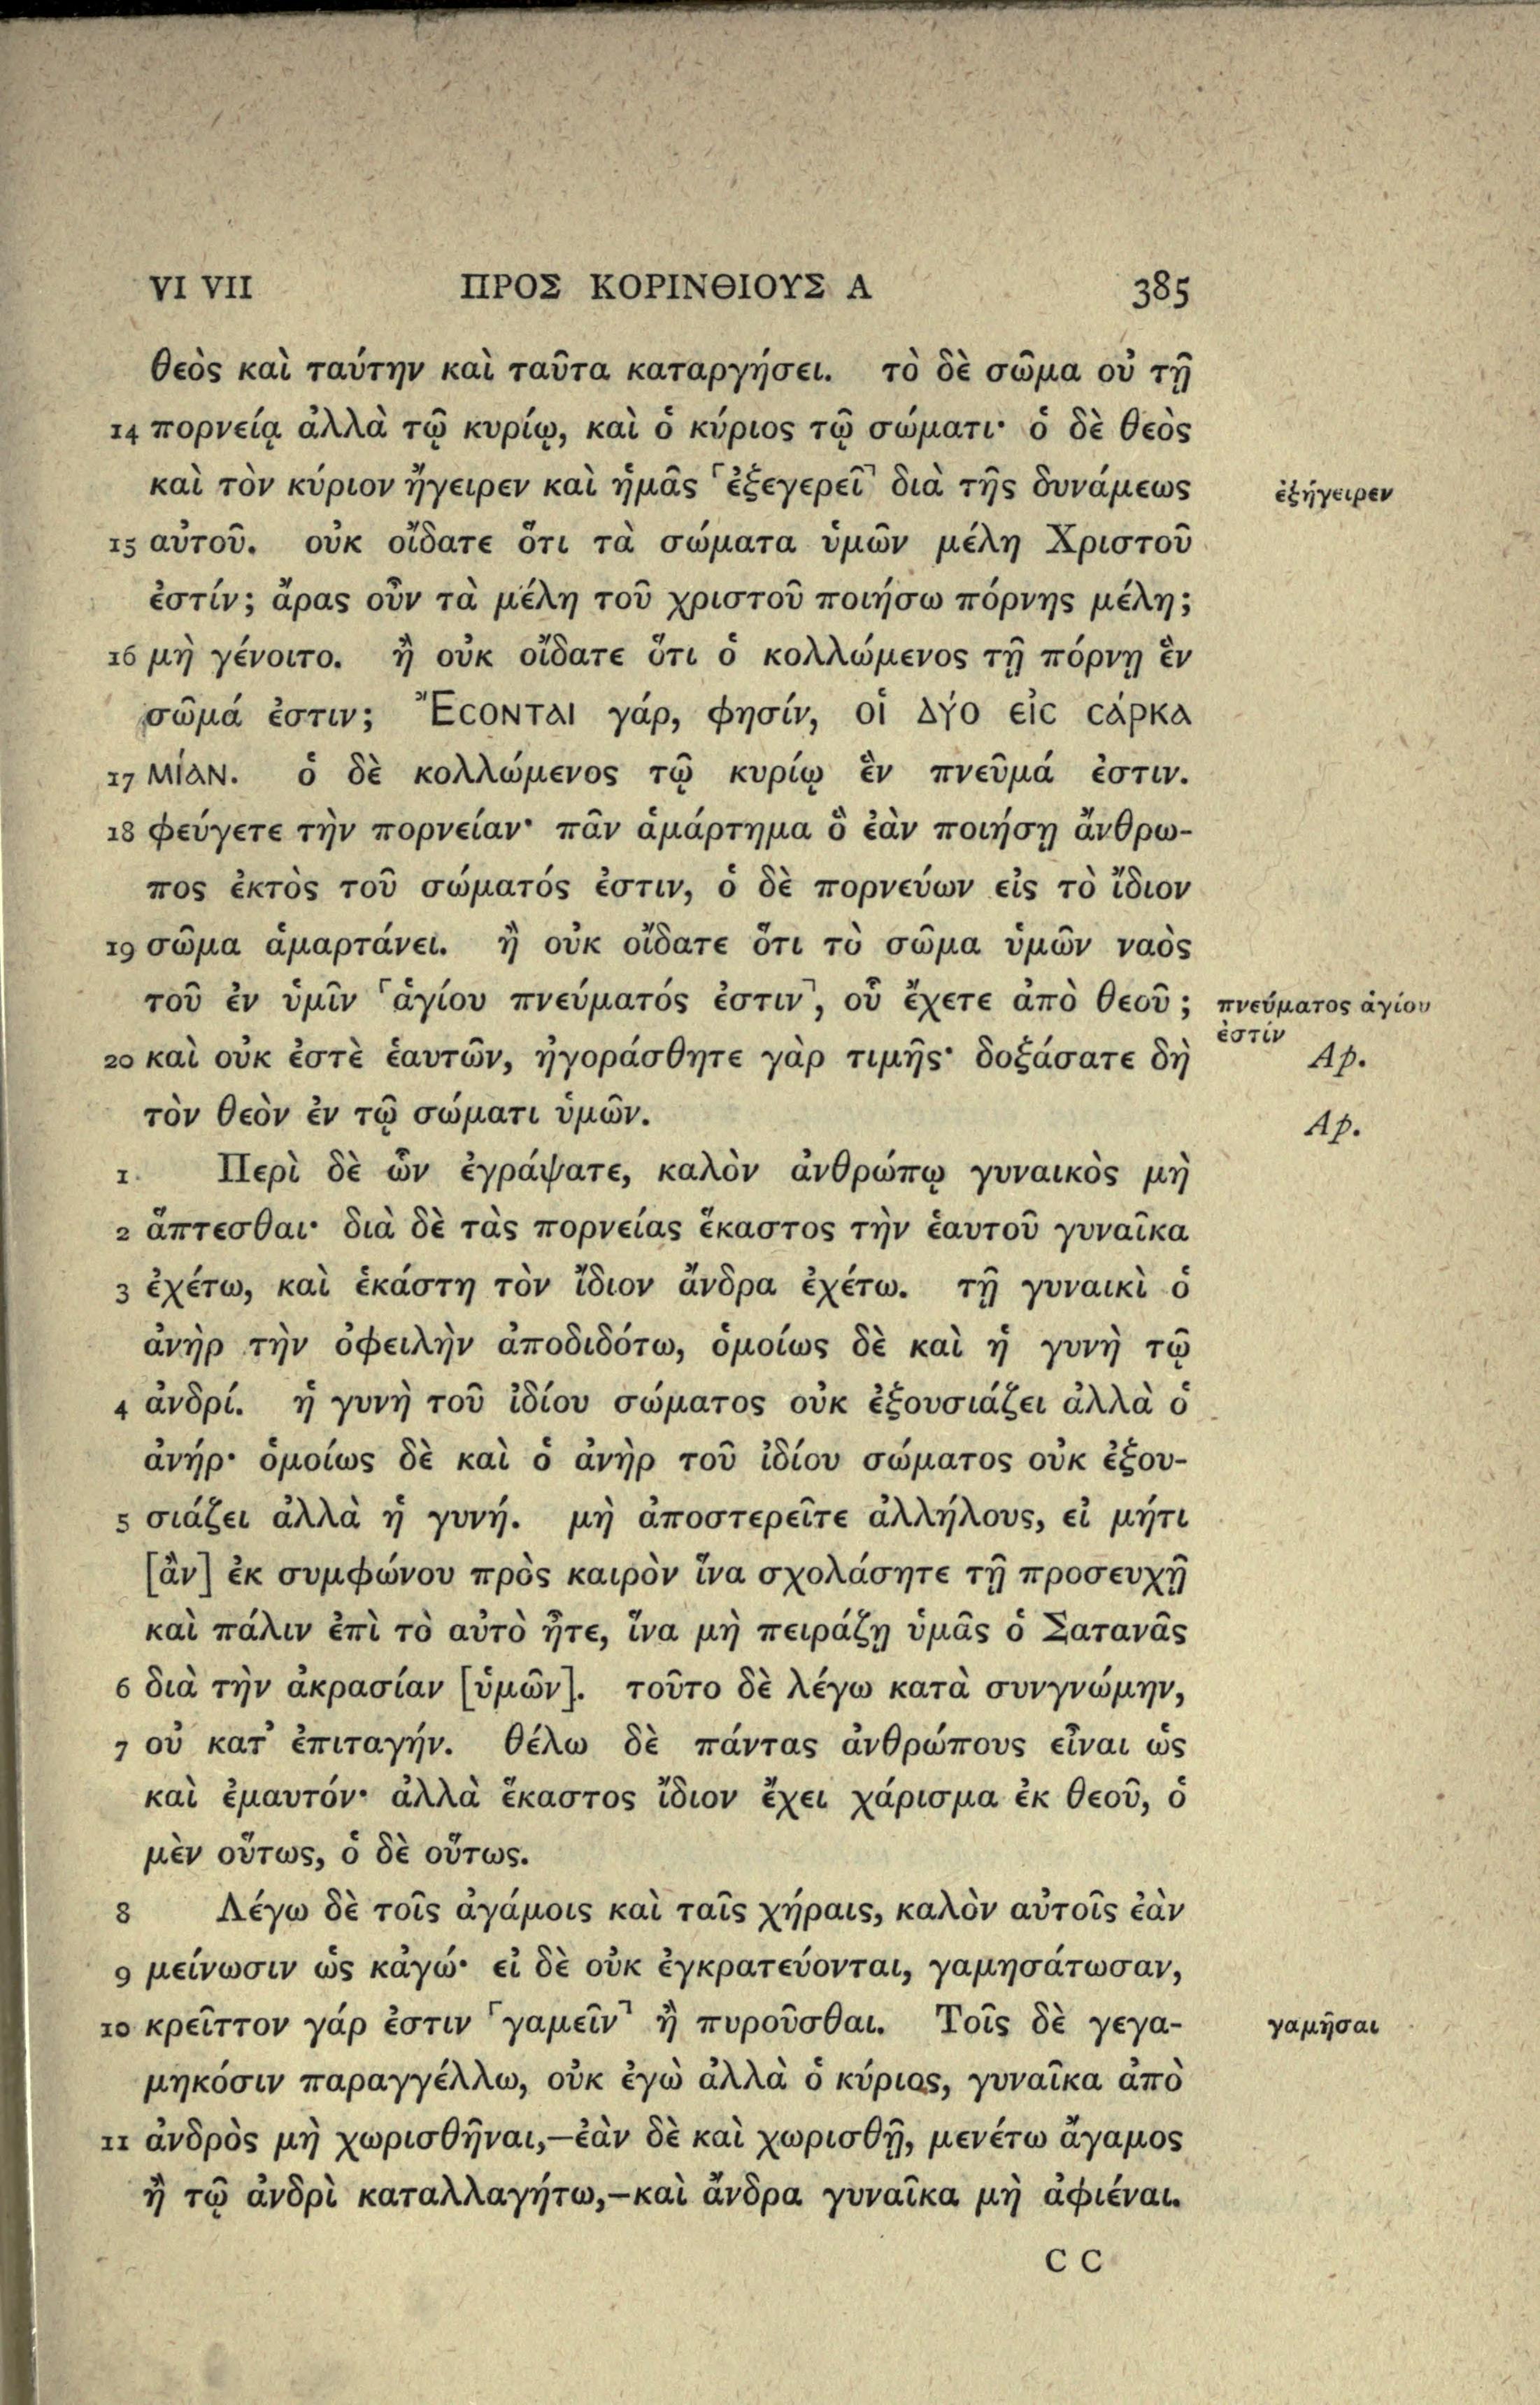 VI VII ΠΡΟΣ ΚΟΡΙΝΘΙΟΥΣ Α 385
θεὸς καὶ ταύτην καὶ ταῦτα καταργήσει. τὸ δὲ σῶμα οὐ τῇ
14 πορνείᾳ ἀλλὰ τῷ κυρίῳ, καὶ ὁ κύριος τῷ σώματι· ὁ δὲ θεὸς
καὶ τὸν κύριον ἤγειρεν καὶ ἡμᾶς ⸢ἐξεγερεῖ⸣ διὰ τῆς δυνάμεως ἐξήγειρεν
15 αὐτοῦ. οὐκ οἴδατε ὅτι τὰ σώματα ὑμῶν μέλη Χριστοῦ
ἐστίν; ἄρας οὖν τὰ μέλη τοῦ χριστοῦ ποιήσω πόρνης μέλη;
16 μὴ γένοιτο. ἢ οὐκ οἴδατε ὅτι ὁ κολλώμενος τῇ πόρνῃ ἓν
σῶμά ἐστιν; Ἔϲονται γάρ, φησίν, οἱ δύο εἰϲ ϲάρκα
17 μίαν. ὁ δὲ κολλώμενος τῷ κυρίῳ ἓν πνεῦμά ἐστιν.
18 φεύγετε τὴν πορνείαν· πᾶν ἁμάρτημα ὃ ἐὰν ποιήσῃ ἄνθρω-
πος ἐκτὸς τοῦ σώματός ἐστιν, ὁ δὲ πορνεύων εἰς τὸ ἴδιον
19 σῶμα ἁμαρτάνει. ἢ οὐκ οἴδατε ὅτι τὸ σῶμα ὑμῶν ναὸς
τοῦ ἐν ὑμῖν ⸢ἁγίου πνεύματός ἐστιν⸣, οὗ ἔχετε ἀπὸ θεοῦ; πνεύματος ἁγίου
ἐστίν
20 καὶ οὐκ ἐστὲ ἑαυτῶν, ἠγοράσθητε γὰρ τιμῆς· δοξάσατε δὴ Ap.
τὸν θεὸν ἐν τῷ σώματι ὑμῶν. Ap.
1 Περὶ δὲ ὧν ἐγράψατε, καλὸν ἀνθρώπῳ γυναικὸς μὴ
2 ἅπτεσθαι· διὰ δὲ τὰς πορνείας ἕκαστος τὴν ἑαυτοῦ γυναῖκα
3 ἐχέτω, καὶ ἑκάστη τὸν ἴδιον ἄνδρα ἐχέτω. τῇ γυναικὶ ὁ
ἀνὴρ τὴν ὀφειλὴν ἀποδιδότω, ὁμοίως δὲ καὶ ἡ γυνὴ τῷ
4 ἀνδρί. ἡ γυνὴ τοῦ ἰδίου σώματος οὐκ ἐξουσιάζει ἀλλὰ ὁ
ἀνήρ· ὁμοίως δὲ καὶ ὁ ἀνὴρ τοῦ ἰδίου σώματος οὐκ ἐξου-
5 σιάζει ἀλλὰ ἡ γυνή. μὴ ἀποστερεῖτε ἀλλήλους, εἰ μήτι
[ἂν] ἐκ συμφώνου πρὸς καιρὸν ἵνα σχολάσητε τῇ προσευχῇ
καὶ πάλιν ἐπὶ τὸ αὐτὸ ἦτε, ἵνα μὴ πειράζῃ ὑμᾶς ὁ Σατανᾶς
6 διὰ τὴν ἀκρασίαν [ὑμῶν]. τοῦτο δὲ λέγω κατὰ συνγνώμην,
7 οὐ κατ᾿ ἐπιταγήν. θέλω δὲ πάντας ἀνθρώπους εἶναι ὡς
καὶ ἐμαυτόν· ἀλλὰ ἕκαστος ἴδιον ἔχει χάρισμα ἐκ θεοῦ, ὁ
μὲν οὕτως, ὁ δὲ οὕτως.
8 Λέγω δὲ τοῖς ἀγάμοις καὶ ταῖς χήραις, καλὸν αὐτοῖς ἐὰν
9 μείνωσιν ὡς κἀγώ· εἰ δὲ οὐκ ἐγκρατεύονται, γαμησάτωσαν,
10 κρεῖττον γάρ ἐστιν ⸢γαμεῖν⸣ ἢ πυροῦσθαι. Τοῖς δὲ γεγα- γαμῆσαι
μηκόσιν παραγγέλλω, οὐκ ἐγὼ ἀλλὰ ὁ κύριος, γυναῖκα ἀπὸ
11 ἀνδρὸς μὴ χωρισθῆναι,—ἐὰν δὲ καὶ χωρισθῇ, μενέτω ἄγαμος
ἢ τῷ ἀνδρὶ καταλλαγήτω,—καὶ ἄνδρα γυναῖκα μὴ ἀφιέναι.
C C